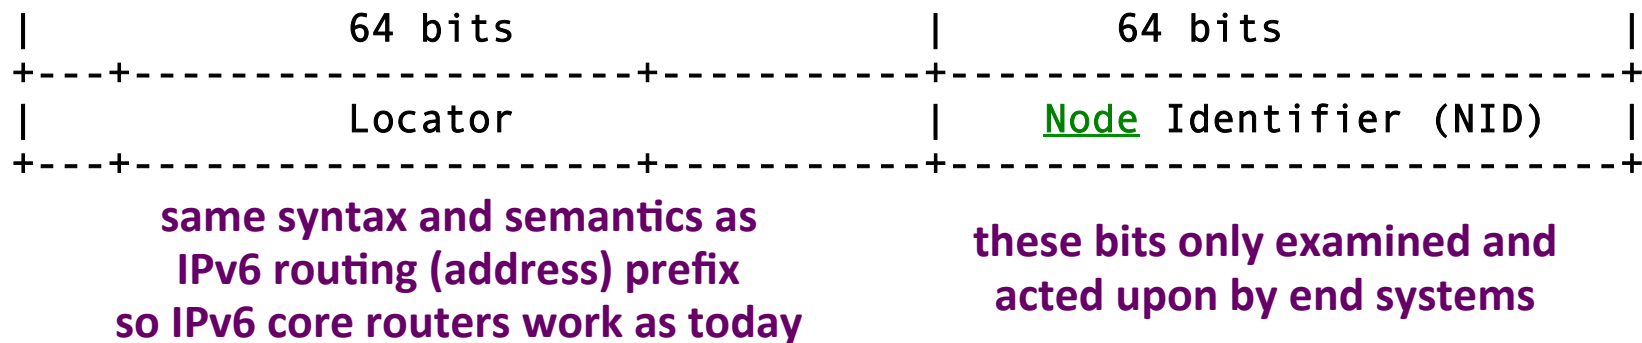 |              64 bits                  |        64 bits               |
+---+---------------------+-----------+----------------------------+
|              Locator                  |    Node Identifier (NID)    |
+---+---------------------+-----------+----------------------------+
same syntax and semantics as
IPv6 routing (address) prefix
so IPv6 core routers work as today
these bits only examined and
acted upon by end systems